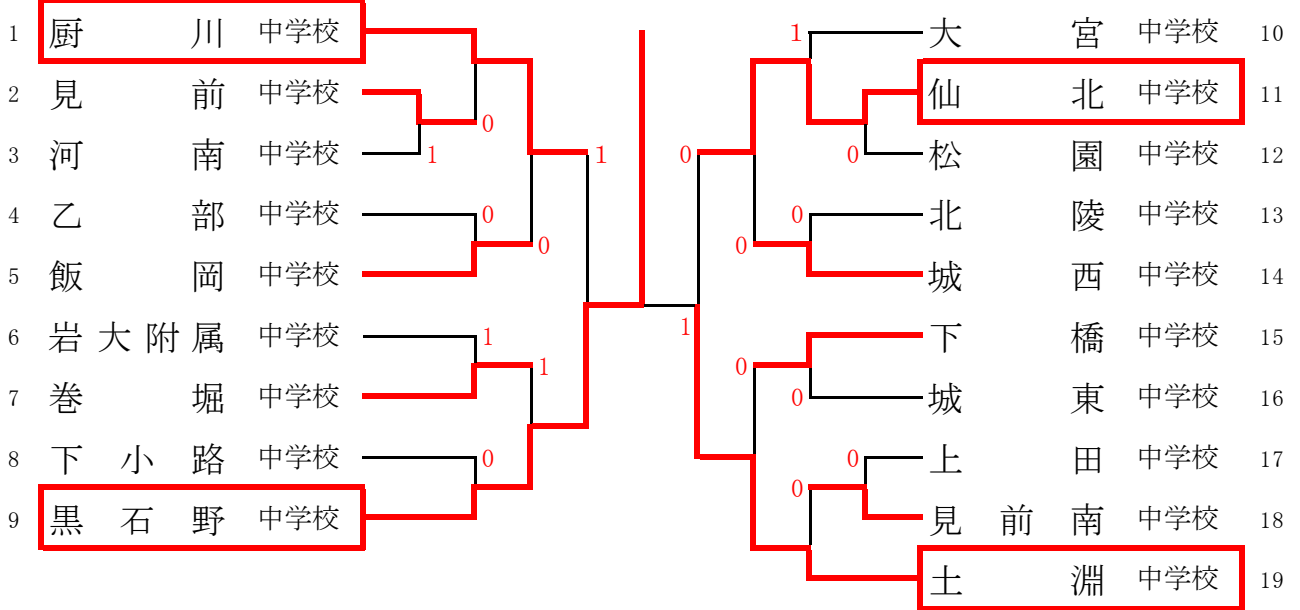 1 厨川 中学校
2 見前 中学校
3 河南 中学校
4 乙部 中学校
5 飯岡 中学校
6 岩大附属 中学校
7 巻堀 中学校
8 下小路 中学校
9 黒石野 中学校
0
1
0
0
1
0
1
1
1
0
1
1
0
0
0
0
0
0
0
0
大宮 中学校 10
仙北 中学校 11
松園 中学校 12
北陵 中学校 13
城西 中学校 14
下橋 中学校 15
城東 中学校 16
上田 中学校 17
見前南 中学校 18
土淵 中学校 19